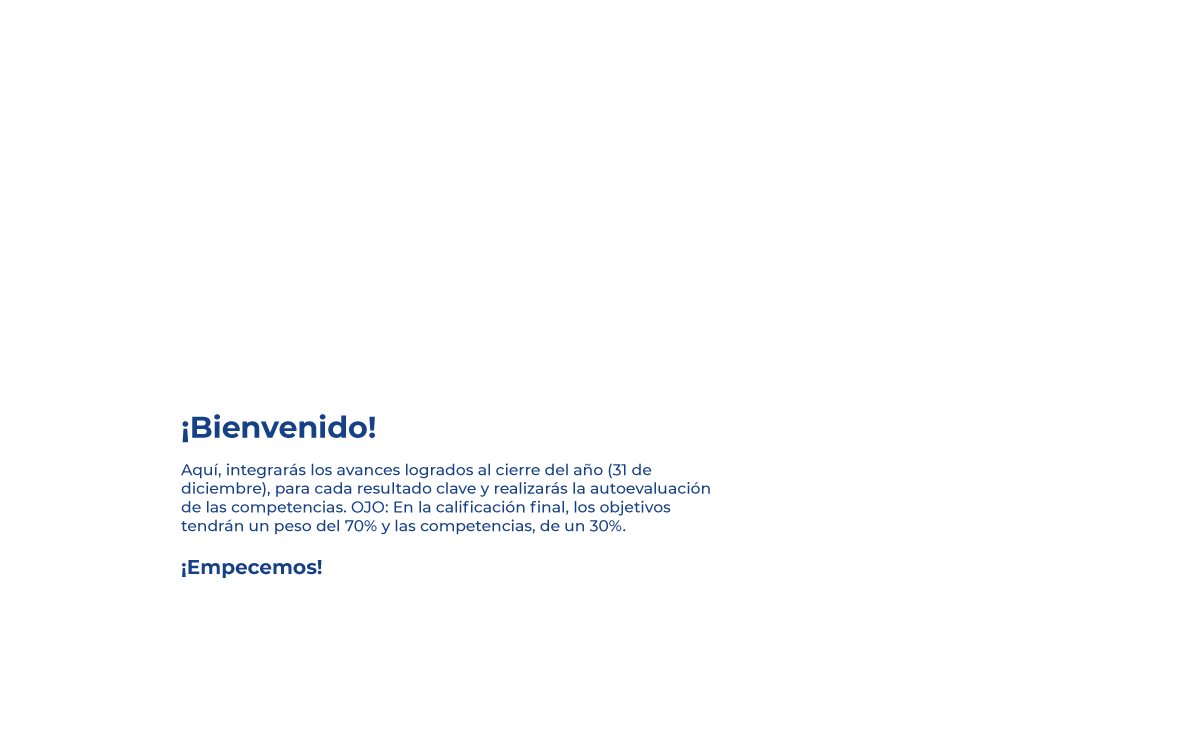 ¡Bienvenido!
Aquí, integrarás los avances logrados al cierre del año (31 de
diciembre), para cada resultado clave y realizarás la autoevaluación
de las competencias. OJO: En la calificación final, los objetivos
tendrán un peso del 70% y las competencias, de un 30%.
¡Empecemos!